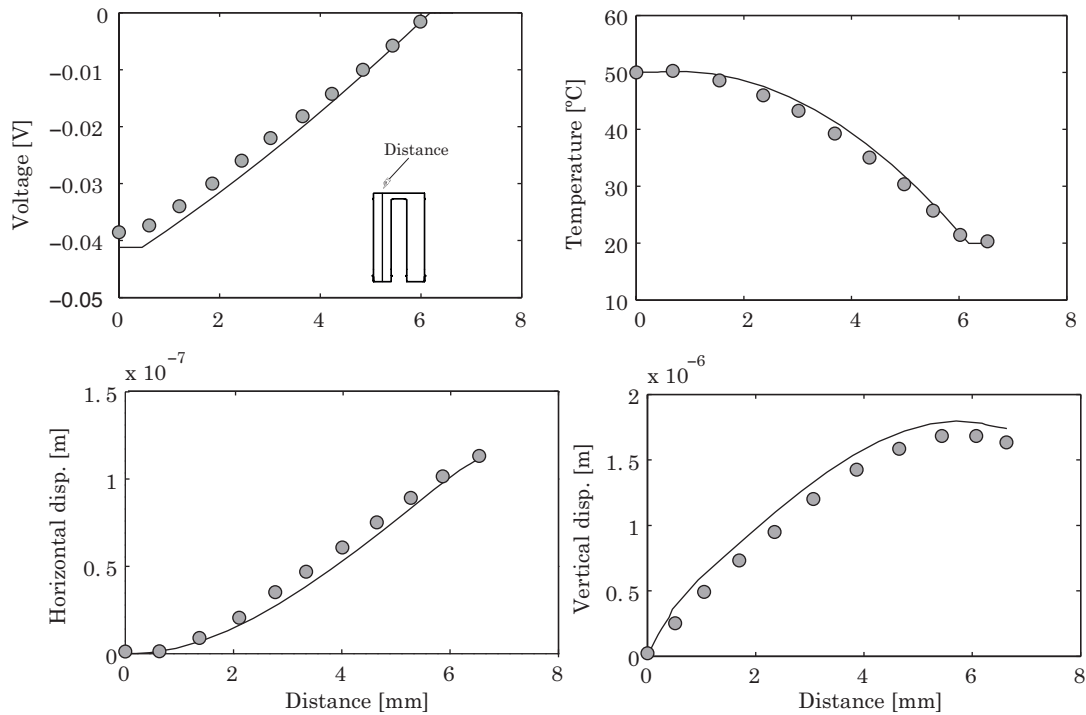 0
−0.01
−0.02
−0.03
−0.04
−0.05
Voltage [V]
Distance
0 2 4 6 8
60
50
40
30
20
10
Temperature [ºC]
0 2 4 6 8
x 10⁻⁷
1.5
1
0.5
0
Horizontal disp. [m]
0 2 4 6 8
Distance [mm]
x 10⁻⁶
2
1.5
1
0.5
0
Vertical disp. [m]
0 2 4 6 8
Distance [mm]